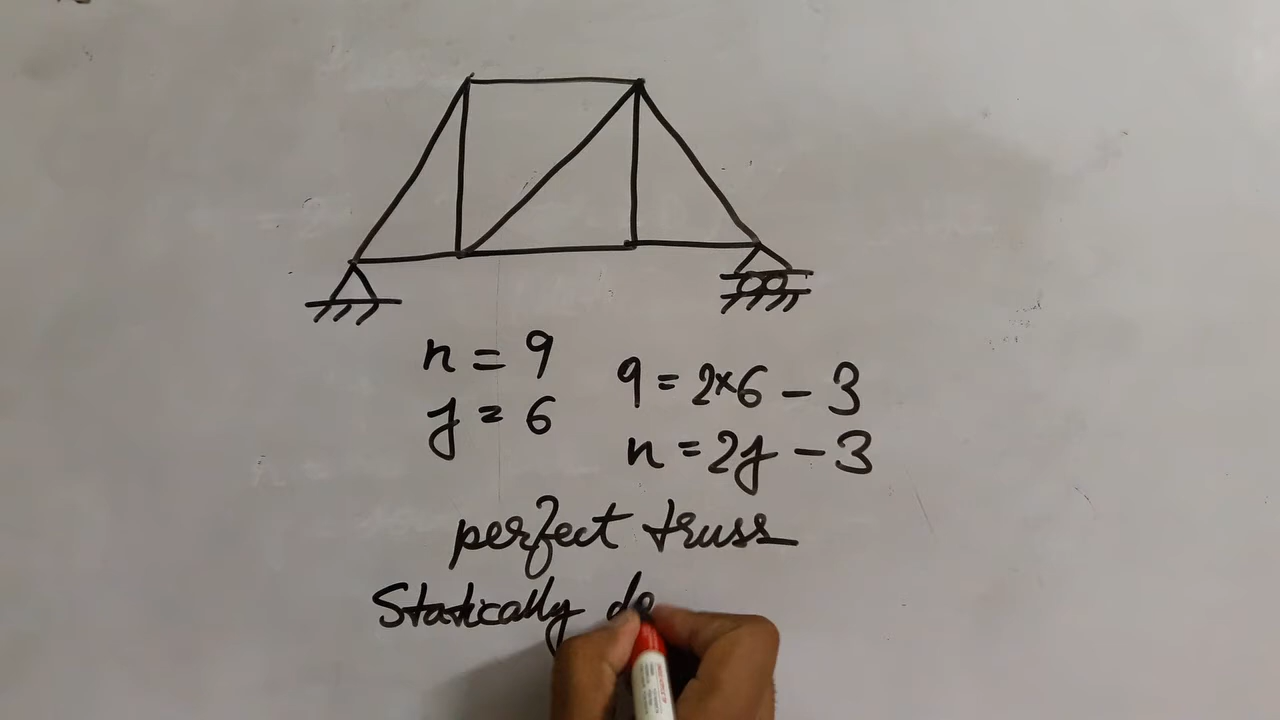 n = 9
j = 6
9 = 2×6 - 3
n = 2j - 3
perfect truss
Statically de